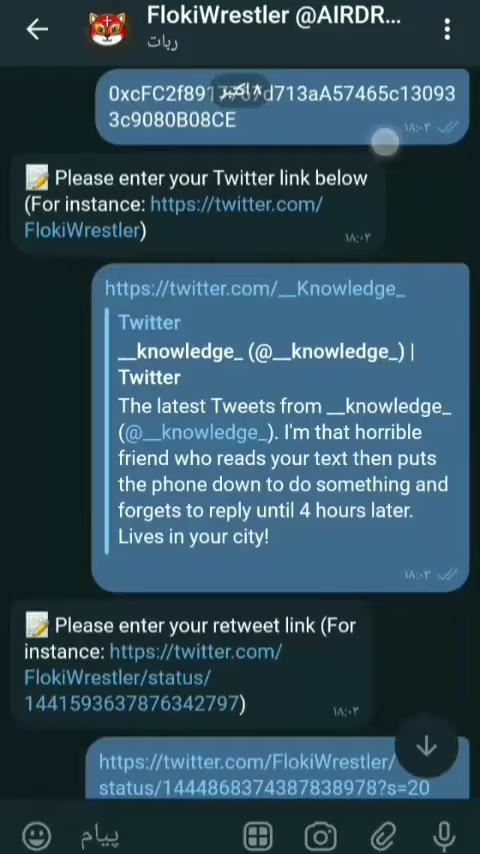 FlokiWrestler @AIRDR...
ربات
۸ اکتبر
3c9080B08CE
۱۸:۰۳
Please enter your Twitter link below
(For instance: https://twitter.com/
FlokiWrestler)
۱۸:۰۳
https://twitter.com/__Knowledge_
Twitter
__knowledge_ (@__knowledge_) |
Twitter
The latest Tweets from __knowledge_
(@__knowledge_). I'm that horrible
friend who reads your text then puts
the phone down to do something and
forgets to reply until 4 hours later.
Lives in your city!
۱۸:۰۳
Please enter your retweet link (For
instance: https://twitter.com/
FlokiWrestler/status/
1441593637876342797)
۱۸:۰۳
https://twitter.com/FlokiWrestler/
status/1444868374387838978?s=20
پیام